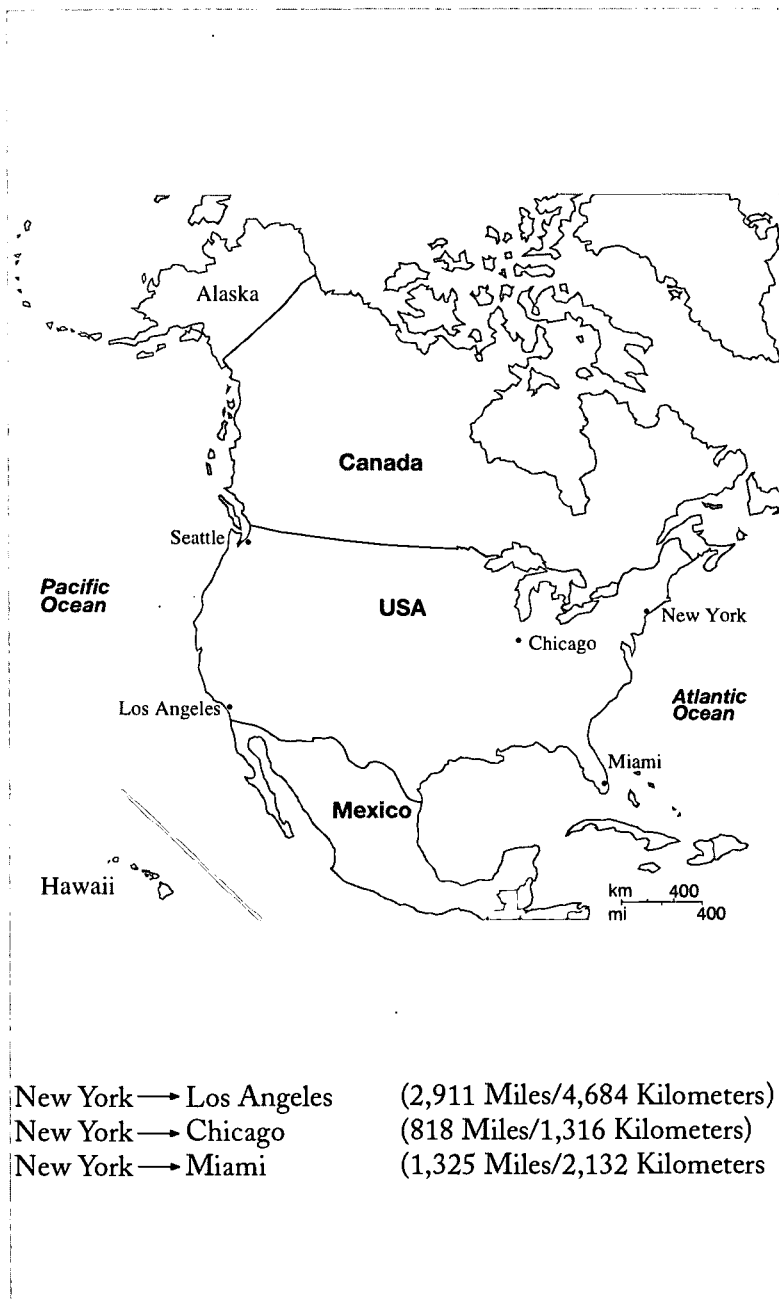 Alaska
Canada
Seattle
Pacific
Ocean
USA
New York
Chicago
Los Angeles
Atlantic
Ocean
Miami
Mexico
Hawaii
km 400
mi 400
New York → Los Angeles (2,911 Miles/4,684 Kilometers)
New York → Chicago (818 Miles/1,316 Kilometers)
New York → Miami (1,325 Miles/2,132 Kilometers